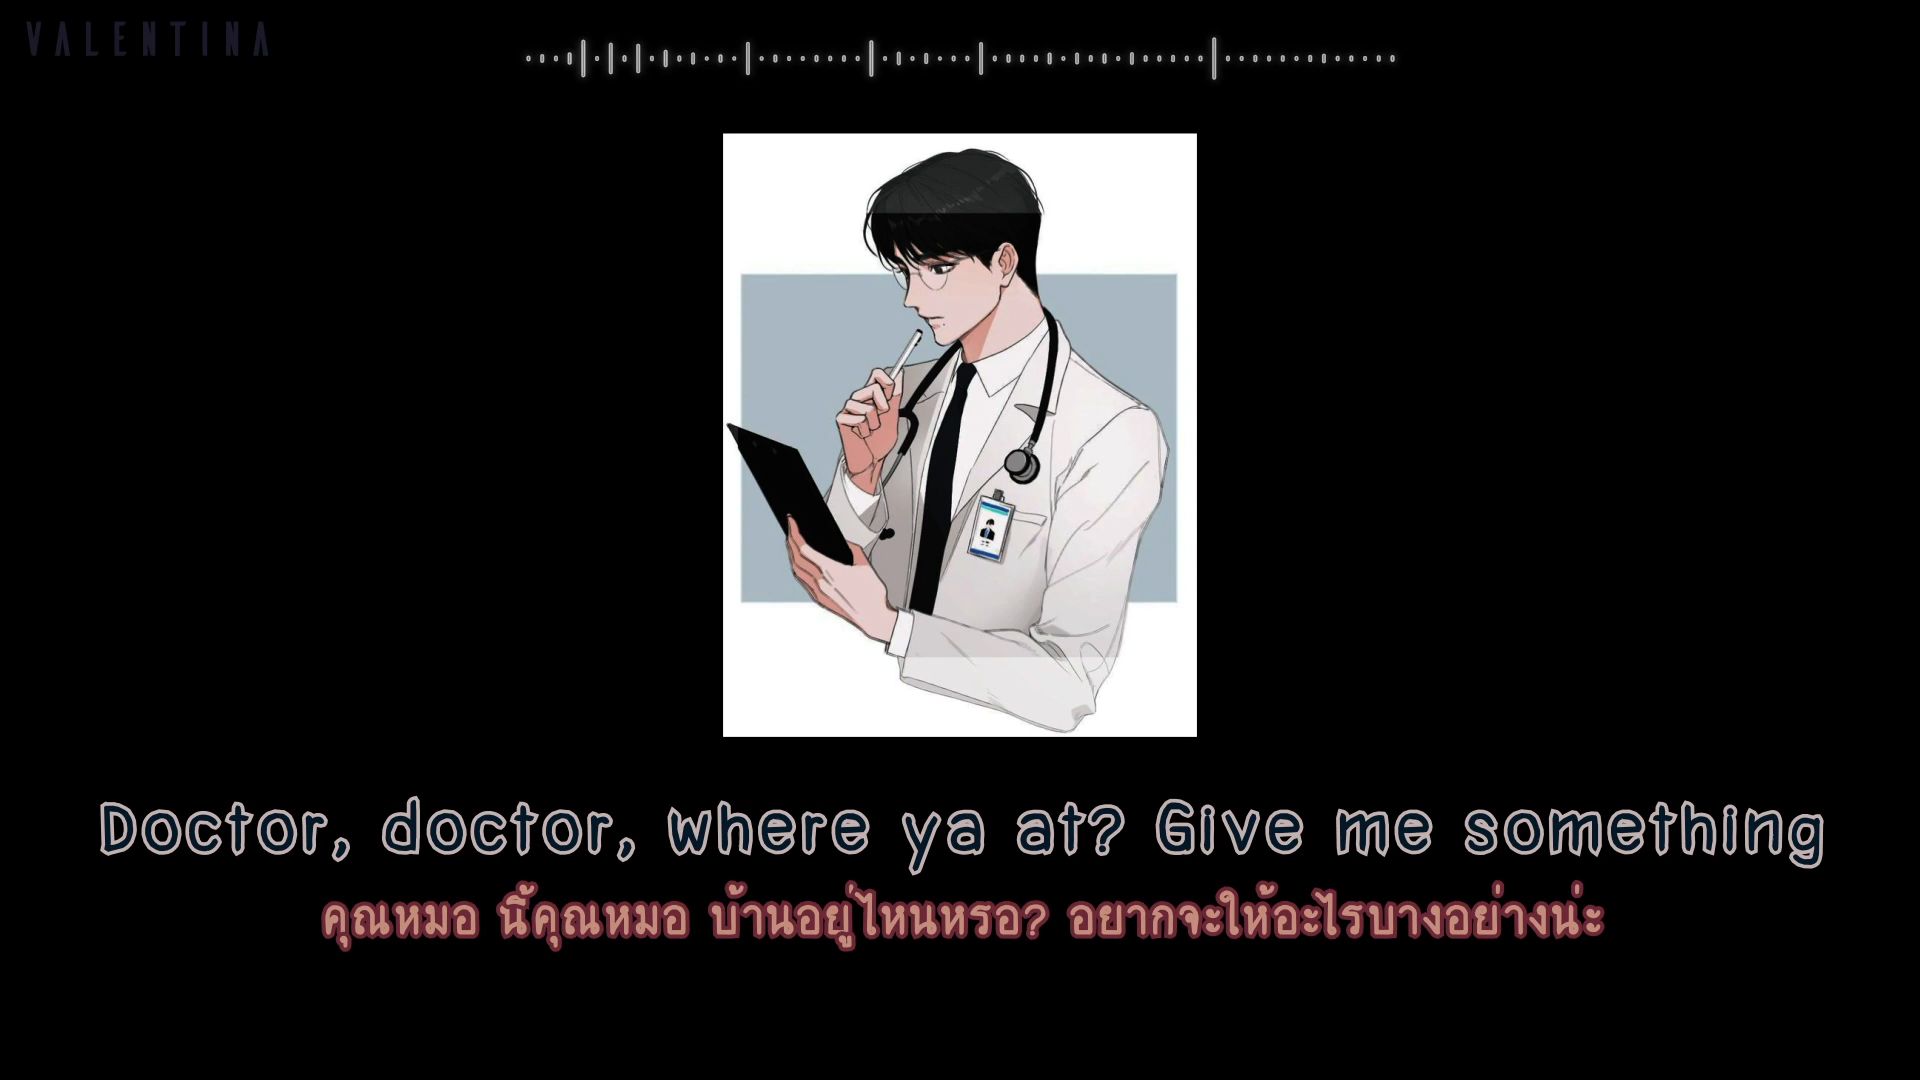 VALENTINA
Doctor, doctor, where ya at? Give me something
คุณหมอ นี้คุณหมอ บ้านอยู่ไหนหรอ? อยากจะให้อะไรบางอย่างน่ะ